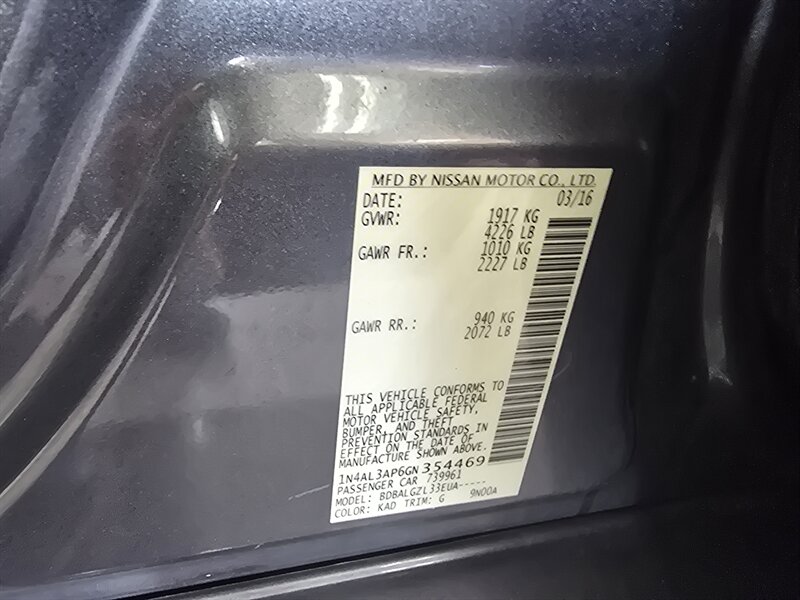 MFD BY NISSAN MOTOR CO., LTD.
DATE: 03/16
GVWR: 1917 KG
4226 LB
GAWR FR.: 1010 KG
2227 LB
GAWR RR.: 940 KG
2072 LB
THIS VEHICLE CONFORMS TO
ALL APPLICABLE FEDERAL
MOTOR VEHICLE SAFETY,
BUMPER, AND THEFT
PREVENTION STANDARDS IN
EFFECT ON THE DATE OF
MANUFACTURE SHOWN ABOVE.
1N4AL3AP6GN354469
PASSENGER CAR 739961
MODEL: BDBALGZL33EUA-----
COLOR: KAD TRIM: G 9N00A